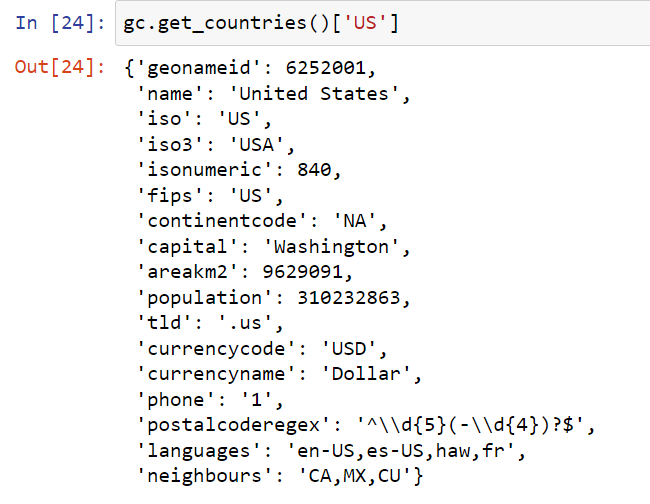 In [24]: gc.get_countries()['US']
Out[24]: {'geonameid': 6252001,
'name': 'United States',
'iso': 'US',
'iso3': 'USA',
'isonumeric': 840,
'fips': 'US',
'continentcode': 'NA',
'capital': 'Washington',
'areakm2': 9629091,
'population': 310232863,
'tld': '.us',
'currencycode': 'USD',
'currencyname': 'Dollar',
'phone': '1',
'postalcoderegex': '^\\d{5}(-\\d{4})?$',
'languages': 'en-US,es-US,haw,fr',
'neighbours': 'CA,MX,CU'}